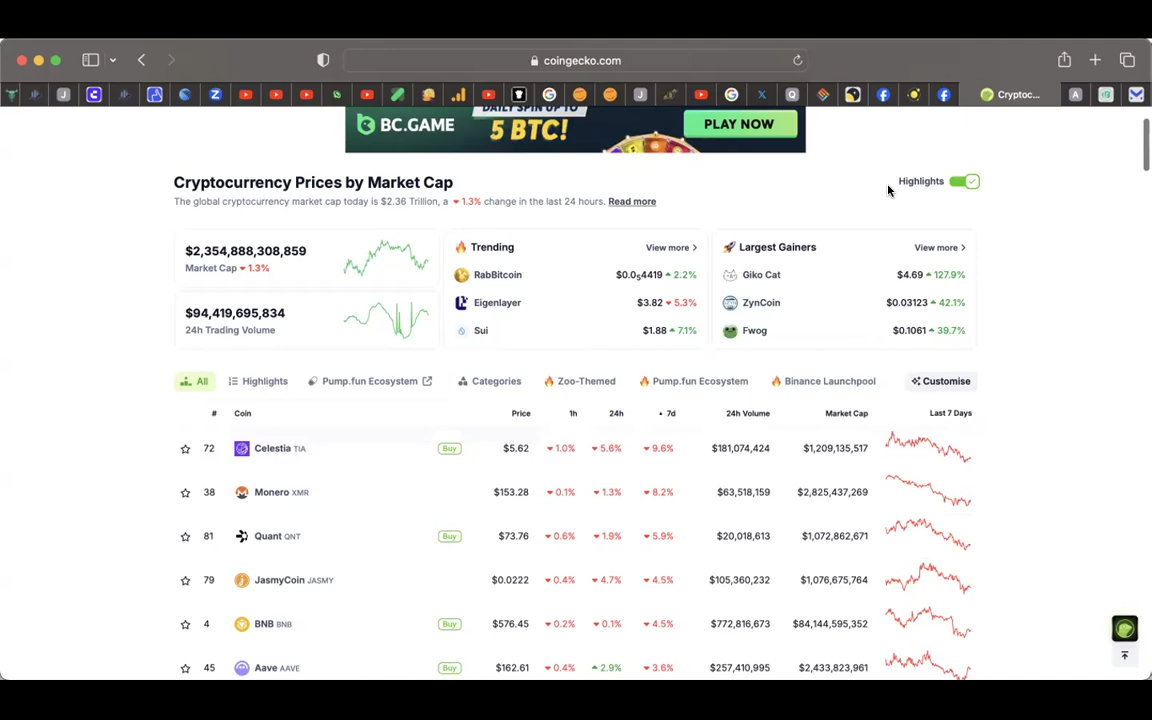 coingecko.com
Cryptoc...
DAILY SPIN UP TO
BC.GAME
5 BTC!
PLAY NOW
Cryptocurrency Prices by Market Cap
Highlights
The global cryptocurrency market cap today is $2.36 Trillion, a 1.3% change in the last 24 hours. Read more
$2,354,888,308,859
Market Cap 1.3%
$94,419,695,834
24h Trading Volume
Trending View more
RabBitcoin $0.0₅4419 2.2%
Eigenlayer $3.82 5.3%
Sui $1.88 7.1%
Largest Gainers View more
Giko Cat $4.69 127.9%
ZynCoin $0.03123 42.1%
Fwog $0.1061 39.7%
All Highlights Pump.fun Ecosystem Categories Zoo-Themed Pump.fun Ecosystem Binance Launchpool Customise
# Coin Price 1h 24h 7d 24h Volume Market Cap Last 7 Days
72 Celestia TIA Buy $5.62 1.0% 5.6% 9.6% $181,074,424 $1,209,135,517
38 Monero XMR $153.28 0.1% 1.3% 8.2% $63,518,159 $2,825,437,269
81 Quant QNT Buy $73.76 0.6% 1.9% 5.9% $20,018,613 $1,072,862,671
79 JasmyCoin JASMY $0.0222 0.4% 4.7% 4.5% $105,360,232 $1,076,675,764
4 BNB BNB Buy $576.45 0.2% 0.1% 4.5% $772,816,673 $84,144,595,352
45 Aave AAVE Buy $162.61 0.4% 2.9% 3.6% $257,410,995 $2,433,823,961